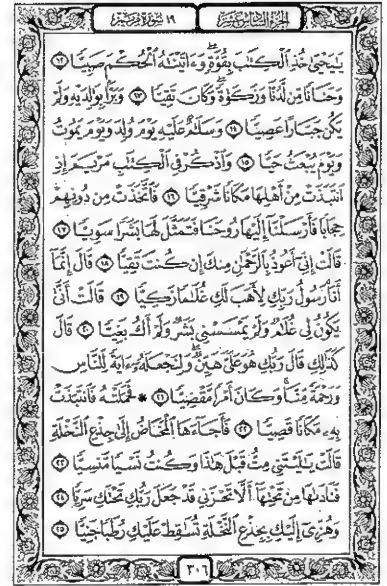 الجزء السادس عشر ١٩ سورة مريم
يَٰيَحْيَىٰ خُذِ ٱلْكِتَٰبَ بِقُوَّةٍ وَءَاتَيْنَٰهُ ٱلْحُكْمَ صَبِيًّا ١٢
وَحَنَانًا مِّن لَّدُنَّا وَزَكَوٰةً وَكَانَ تَقِيًّا ١٣ وَبَرًّۢا بِوَٰلِدَيْهِ وَلَمْ
يَكُن جَبَّارًا عَصِيًّا ١٤ وَسَلَٰمٌ عَلَيْهِ يَوْمَ وُلِدَ وَيَوْمَ يَمُوتُ
وَيَوْمَ يُبْعَثُ حَيًّا ١٥ وَٱذْكُرْ فِى ٱلْكِتَٰبِ مَرْيَمَ إِذِ
ٱنتَبَذَتْ مِنْ أَهْلِهَا مَكَانًا شَرْقِيًّا ١٦ فَٱتَّخَذَتْ مِن دُونِهِمْ
حِجَابًا فَأَرْسَلْنَآ إِلَيْهَا رُوحَنَا فَتَمَثَّلَ لَهَا بَشَرًا سَوِيًّا ١٧
قَالَتْ إِنِّىٓ أَعُوذُ بِٱلرَّحْمَٰنِ مِنكَ إِن كُنتَ تَقِيًّا ١٨ قَالَ إِنَّمَآ
أَنَا۠ رَسُولُ رَبِّكِ لِأَهَبَ لَكِ غُلَٰمًا زَكِيًّا ١٩ قَالَتْ أَنَّىٰ
يَكُونُ لِى غُلَٰمٌ وَلَمْ يَمْسَسْنِى بَشَرٌ وَلَمْ أَكُ بَغِيًّا ٢٠ قَالَ
كَذَٰلِكِ قَالَ رَبُّكِ هُوَ عَلَىَّ هَيِّنٌ وَلِنَجْعَلَهُۥٓ ءَايَةً لِّلنَّاسِ
وَرَحْمَةً مِّنَّا وَكَانَ أَمْرًا مَّقْضِيًّا ٢١ * فَحَمَلَتْهُ فَٱنتَبَذَتْ
بِهِۦ مَكَانًا قَصِيًّا ٢٢ فَأَجَآءَهَا ٱلْمَخَاضُ إِلَىٰ جِذْعِ ٱلنَّخْلَةِ
قَالَتْ يَٰلَيْتَنِى مِتُّ قَبْلَ هَٰذَا وَكُنتُ نَسْيًا مَّنسِيًّا ٢٣
فَنَادَىٰهَا مِن تَحْتِهَآ أَلَّا تَحْزَنِى قَدْ جَعَلَ رَبُّكِ تَحْتَكِ سَرِيًّا ٢٤
وَهُزِّىٓ إِلَيْكِ بِجِذْعِ ٱلنَّخْلَةِ تُسَٰقِطْ عَلَيْكِ رُطَبًا جَنِيًّا ٢٥
٣٠٦